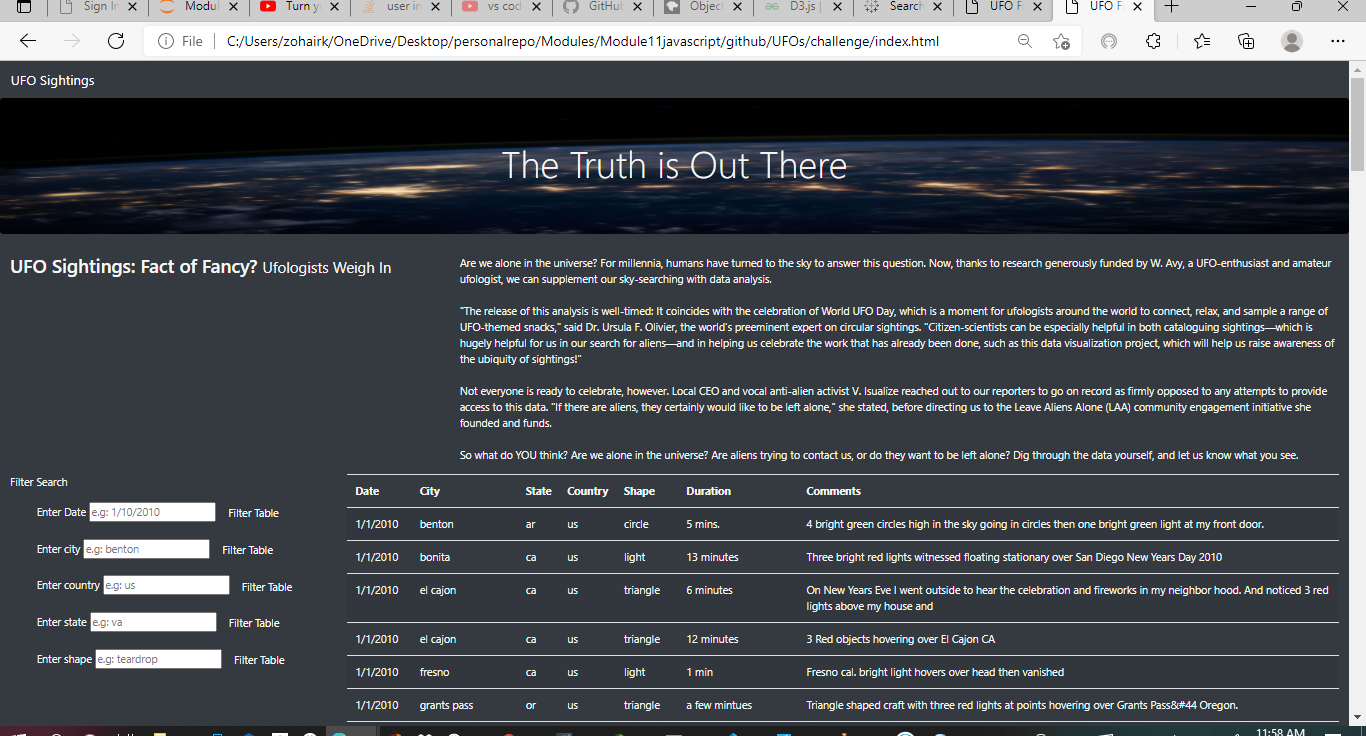 Sign In
Modul
Turn y
user in
vs cod
GitHub
Object
D3.js |
Search
UFO F
UFO F
File
C:/Users/zohairk/OneDrive/Desktop/personalrepo/Modules/Module11javascript/github/UFOs/challenge/index.html
UFO Sightings
The Truth is Out There
UFO Sightings: Fact of Fancy? Ufologists Weigh In
Are we alone in the universe? For millennia, humans have turned to the sky to answer this question. Now, thanks to research generously funded by W. Avy, a UFO-enthusiast and amateur
ufologist, we can supplement our sky-searching with data analysis.
"The release of this analysis is well-timed: It coincides with the celebration of World UFO Day, which is a moment for ufologists around the world to connect, relax, and sample a range of
UFO-themed snacks," said Dr. Ursula F. Olivier, the world's preeminent expert on circular sightings. "Citizen-scientists can be especially helpful in both cataloguing sightings—which is
hugely helpful for us in our search for aliens—and in helping us celebrate the work that has already been done, such as this data visualization project, which will help us raise awareness of
the ubiquity of sightings!"
Not everyone is ready to celebrate, however. Local CEO and vocal anti-alien activist V. Isualize reached out to our reporters to go on record as firmly opposed to any attempts to provide
access to this data. "If there are aliens, they certainly would like to be left alone," she stated, before directing us to the Leave Aliens Alone (LAA) community engagement initiative she
founded and funds.
So what do YOU think? Are we alone in the universe? Are aliens trying to contact us, or do they want to be left alone? Dig through the data yourself, and let us know what you see.
Filter Search
Enter Date e.g: 1/10/2010 Filter Table
Enter city e.g: benton Filter Table
Enter country e.g: us Filter Table
Enter state e.g: va Filter Table
Enter shape e.g: teardrop Filter Table
Date City State Country Shape Duration Comments
1/1/2010 benton ar us circle 5 mins. 4 bright green circles high in the sky going in circles then one bright green light at my front door.
1/1/2010 bonita ca us light 13 minutes Three bright red lights witnessed floating stationary over San Diego New Years Day 2010
1/1/2010 el cajon ca us triangle 6 minutes On New Years Eve I went outside to hear the celebration and fireworks in my neighbor hood. And noticed 3 red
lights above my house and
1/1/2010 el cajon ca us triangle 12 minutes 3 Red objects hovering over El Cajon CA
1/1/2010 fresno ca us light 1 min Fresno cal. bright light hovers over head then vanished
1/1/2010 grants pass or us triangle a few mintues Triangle shaped craft with three red lights at points hovering over Grants Pass&#44 Oregon.
11:58 AM